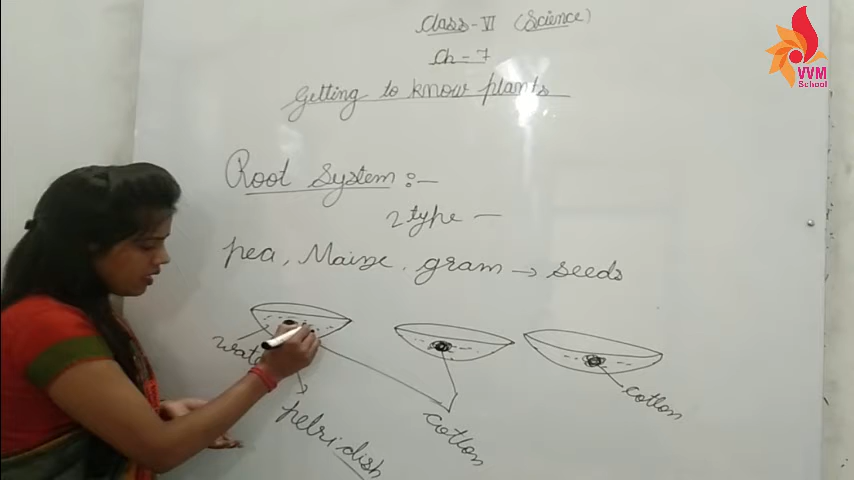 Class - VI (Science)
Ch - 7
Getting to know plants
Root System :-
2 type -
pea, Maize, gram → seeds
wate
petri dish
cotton
cotton
VVM
School